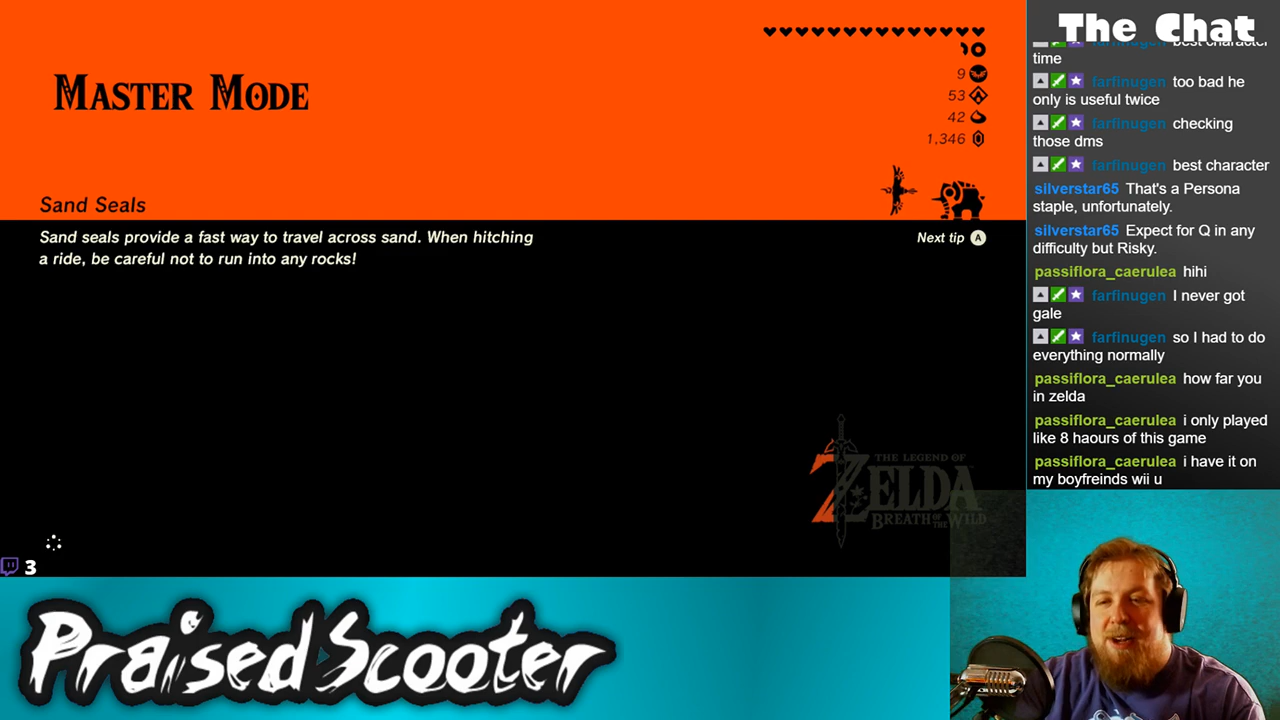 Master Mode
9
53
42
1,346
Sand Seals
Sand seals provide a fast way to travel across sand. When hitching
a ride, be careful not to run into any rocks!
Next tip A
THE LEGEND OF
ZELDA
BREATH OF THE WILD
3
PraisedScooter
The Chat
best character
time
farfinugen too bad he
only is useful twice
farfinugen checking
those dms
farfinugen best character
silverstar65 That's a Persona
staple, unfortunately.
silverstar65 Expect for Q in any
difficulty but Risky.
passiflora_caerulea hihi
farfinugen I never got
gale
farfinugen so I had to do
everything normally
passiflora_caerulea how far you
in zelda
passiflora_caerulea i only played
like 8 haours of this game
passiflora_caerulea i have it on
my boyfreinds wii u